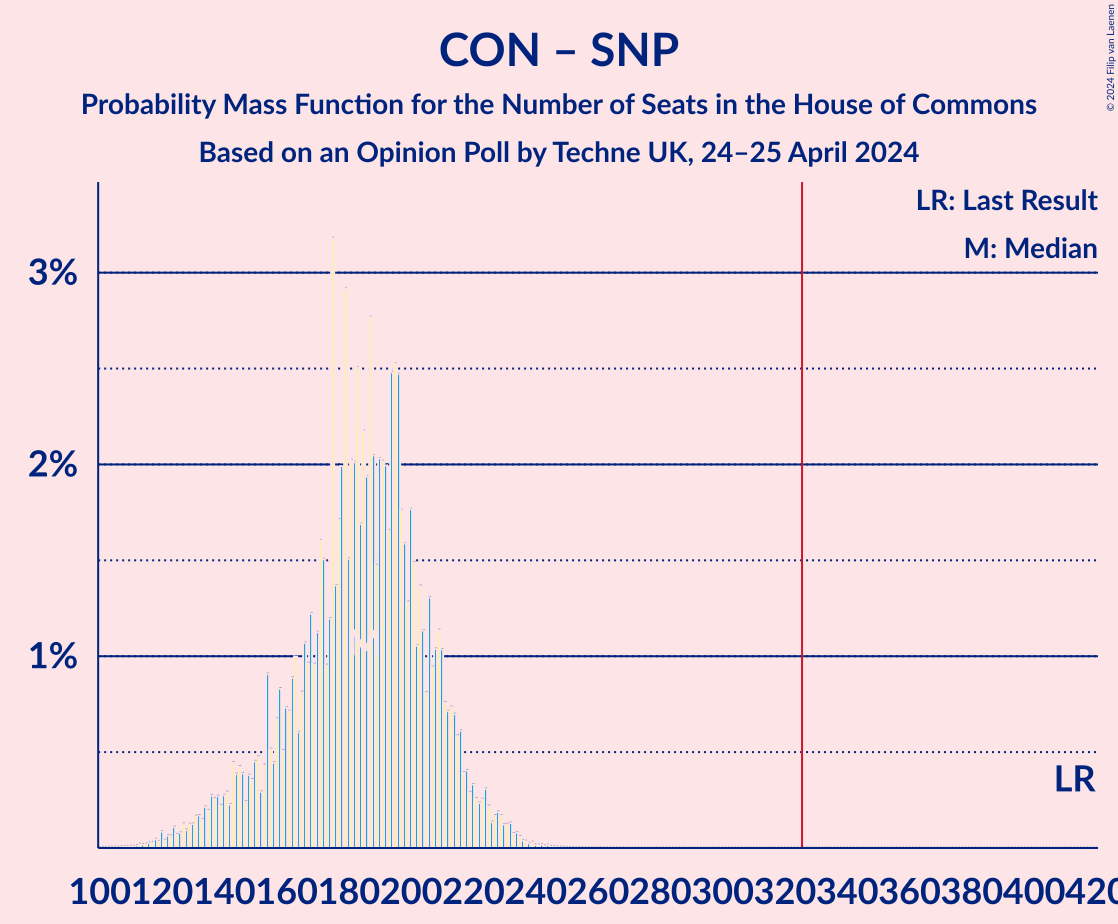 CON – SNP
Probability Mass Function for the Number of Seats in the House of Commons
Based on an Opinion Poll by Techne UK, 24–25 April 2024
© 2024 Filip van Laenen
LR: Last Result
M: Median
3%
2%
1%
M
LR
100 120 140 160 180 200 220 240 260 280 300 320 340 360 380 400 420